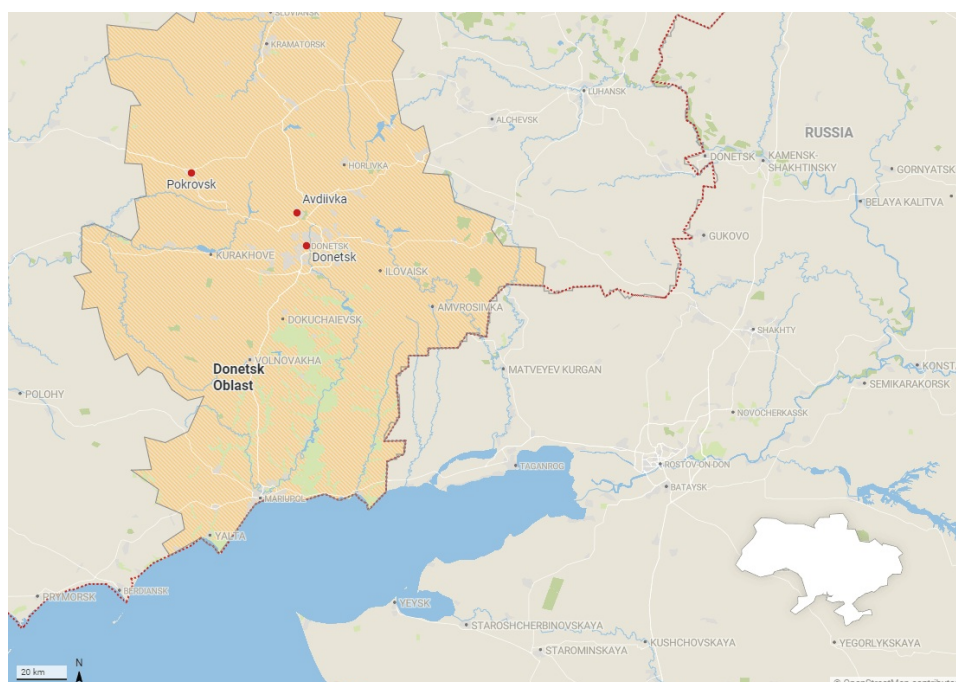 SLOVIANSK
KRAMATORSK
LUHANSK
ALCHEVSK
RUSSIA
DONETSK
KAMENSK-
SHAKHTINSKY
GORNYATSK
HORLIVKA
Pokrovsk
Avdiivka
BELAYA KALITVA
GUKOVO
DONETSK
Donetsk
KURAKHOVE
ILOVAISK
AMVROSIIVKA
DOKUCHAIEVSK
SHAKHTY
VOLNOVAKHA
Donetsk
Oblast
MATVEYEV KURGAN
KONST
SEMIKARAKORSK
POLOHY
NOVOCHERKASSK
TAGANROG
ROSTOV-ON-DON
BATAYSK
MARIUPOL
YALTA
BERDIANSK
PRYMORSK
YEYSK
STAROSHCHERBINOVSKAYA
STAROMINSKAYA
KUSHCHOVSKAYA
YEGORLYKSKAYA
20 km
N
© OpenStreetMap contributo